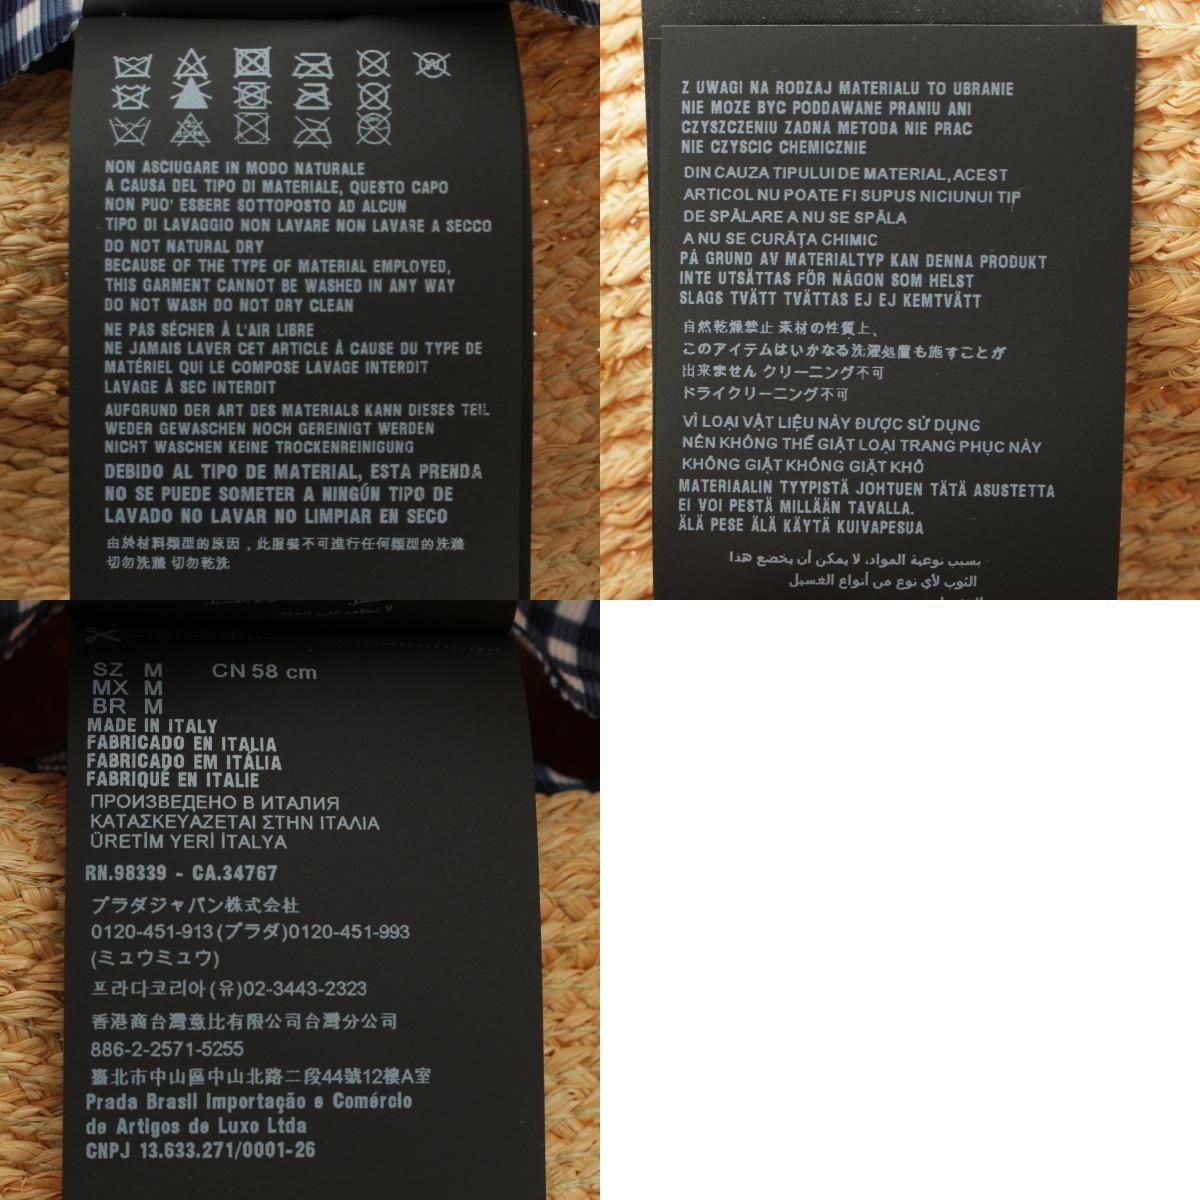 NON ASCIUGARE IN MODO NATURALE
A CAUSA DEL TIPO DI MATERIALE, QUESTO CAPO
NON PUO' ESSERE SOTTOPOSTO AD ALCUN
TIPO DI LAVAGGIO NON LAVARE NON LAVARE A SECCO
DO NOT NATURAL DRY
BECAUSE OF THE TYPE OF MATERIAL EMPLOYED,
THIS GARMENT CANNOT BE WASHED IN ANY WAY
DO NOT WASH DO NOT DRY CLEAN
NE PAS SÉCHER À L'AIR LIBRE
NE JAMAIS LAVER CET ARTICLE À CAUSE DU TYPE DE
MATÉRIEL QUI LE COMPOSE LAVAGE INTERDIT
LAVAGE À SEC INTERDIT
AUFGRUND DER ART DES MATERIALS KANN DIESES TEIL
WEDER GEWASCHEN NOCH GEREINIGT WERDEN
NICHT WASCHEN KEINE TROCKENREINIGUNG
DEBIDO AL TIPO DE MATERIAL, ESTA PRENDA
NO SE PUEDE SOMETER A NINGÚN TIPO DE
LAVADO NO LAVAR NO LIMPIAR EN SECO
由於材料類型的原因，此服裝不可進行任何類型的洗滌
切勿洗滌 切勿乾洗
Z UWAGI NA RODZAJ MATERIALU TO UBRANIE
NIE MOZE BYC PODDAWANE PRANIU ANI
CZYSZCZENIU ZADNA METODA NIE PRAC
NIE CZYSCIC CHEMICZNIE
DIN CAUZA TIPULUI DE MATERIAL, ACEST
ARTICOL NU POATE FI SUPUS NICIUNUI TIP
DE SPĂLARE A NU SE SPĂLA
A NU SE CURĂȚA CHIMIC
PÅ GRUND AV MATERIALTYP KAN DENNA PRODUKT
INTE UTSÄTTAS FÖR NÅGON SOM HELST
SLAGS TVÄTT TVÄTTAS EJ EJ KEMTVÄTT
自然乾燥禁止 素材の性質上、
このアイテムはいかなる洗濯処置も施すことが
出来ません クリーニング不可
ドライクリーニング不可
VÌ LOẠI VẬT LIỆU NÀY ĐƯỢC SỬ DỤNG
NÊN KHÔNG THỂ GIẶT LOẠI TRANG PHỤC NÀY
KHÔNG GIẶT KHÔNG GIẶT KHÔ
MATERIAALIN TYYPISTÄ JOHTUEN TÄTÄ ASUSTETTA
EI VOI PESTÄ MILLÄÄN TAVALLA.
ÄLÄ PESE ÄLÄ KÄYTÄ KUIVAPESUA
بسبب نوعية المواد، لا يمكن أن يخضع هذا
الثوب لأي نوع من أنواع الغسيل
SZ M CN 58 cm
MX M
BR M
MADE IN ITALY
FABRICADO EN ITALIA
FABRICADO EM ITÁLIA
FABRIQUÉ EN ITALIE
ПРОИЗВЕДЕНО В ИТАЛИЯ
ΚΑΤΑΣΚΕΥΑΖΕΤΑΙ ΣΤΗΝ ΙΤΑΛΙΑ
ÜRETİM YERİ İTALYA
RN.98339 - CA.34767
プラダジャパン株式会社
0120-451-913 (プラダ)0120-451-993
(ミュウミュウ)
프라다코리아 (유)02-3443-2323
香港商台灣意比有限公司台灣分公司
886-2-2571-5255
臺北市中山區中山北路二段44號12樓A室
Prada Brasil Importação e Comércio
de Artigos de Luxo Ltda
CNPJ 13.633.271/0001-26